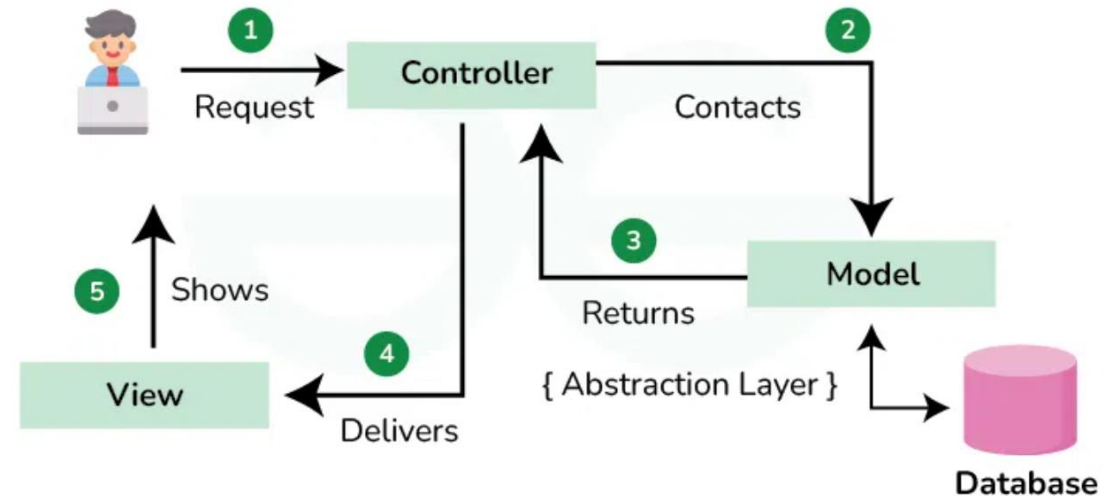 1
2
Controller
Request
Contacts
3
Model
5
Shows
Returns
4
{ Abstraction Layer }
View
Delivers
Database